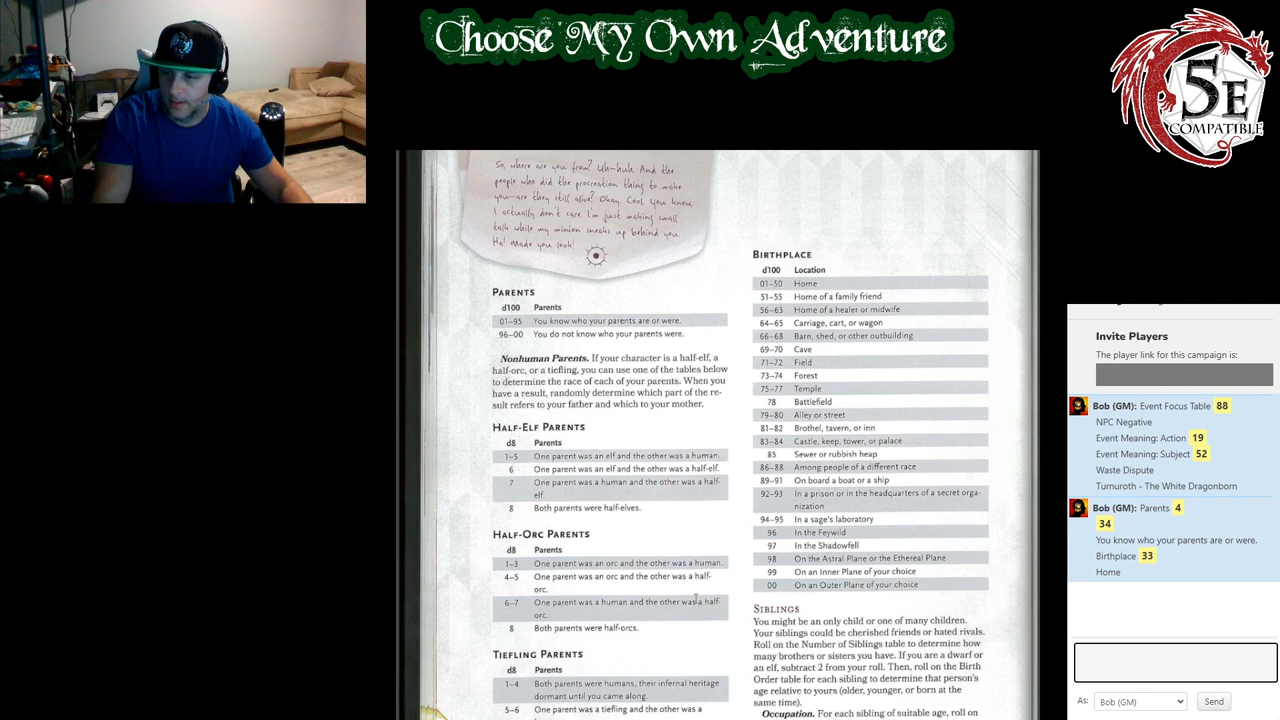 Choose My Own Adventure
5E
COMPATIBLE
So, where are you from? Uh-huh. And the
people who did the procreation thing to make
you—are they still alive? Okay. Cool. You know,
I actually don't care. I'm just making small
talk while my minion sneaks up behind you.
Ha! Made you look!
PARENTS
d100 Parents
01–95 You know who your parents are or were.
96–00 You do not know who your parents were.
Nonhuman Parents. If your character is a half-elf, a
half-orc, or a tiefling, you can use one of the tables below
to determine the race of each of your parents. When you
have a result, randomly determine which part of the re-
sult refers to your father and which to your mother.
HALF-ELF PARENTS
d8 Parents
1–5 One parent was an elf and the other was a human.
6 One parent was an elf and the other was a half-elf.
7 One parent was a human and the other was a half-
elf.
8 Both parents were half-elves.
HALF-ORC PARENTS
d8 Parents
1–3 One parent was an orc and the other was a human.
4–5 One parent was an orc and the other was a half-
orc.
6–7 One parent was a human and the other was a half-
orc.
8 Both parents were half-orcs.
TIEFLING PARENTS
d8 Parents
1–4 Both parents were humans, their infernal heritage
dormant until you came along.
5–6 One parent was a tiefling and the other was a
BIRTHPLACE
d100 Location
01–50 Home
51–55 Home of a family friend
56–63 Home of a healer or midwife
64–65 Carriage, cart, or wagon
66–68 Barn, shed, or other outbuilding
69–70 Cave
71–72 Field
73–74 Forest
75–77 Temple
78 Battlefield
79–80 Alley or street
81–82 Brothel, tavern, or inn
83–84 Castle, keep, tower, or palace
85 Sewer or rubbish heap
86–88 Among people of a different race
89–91 On board a boat or a ship
92–93 In a prison or in the headquarters of a secret orga-
nization
94–95 In a sage's laboratory
96 In the Feywild
97 In the Shadowfell
98 On the Astral Plane or the Ethereal Plane
99 On an Inner Plane of your choice
00 On an Outer Plane of your choice
SIBLINGS
You might be an only child or one of many children.
Your siblings could be cherished friends or hated rivals.
Roll on the Number of Siblings table to determine how
many brothers or sisters you have. If you are a dwarf or
an elf, subtract 2 from your roll. Then, roll on the Birth
Order table for each sibling to determine that person's
age relative to yours (older, younger, or born at the
same time).
Occupation. For each sibling of suitable age, roll on
Invite Players
The player link for this campaign is:
Bob (GM): Event Focus Table 88
NPC Negative
Event Meaning: Action 19
Event Meaning: Subject 52
Waste Dispute
Turnuroth - The White Dragonborn
Bob (GM): Parents 4
34
You know who your parents are or were.
Birthplace 33
Home
As: Bob (GM) Send